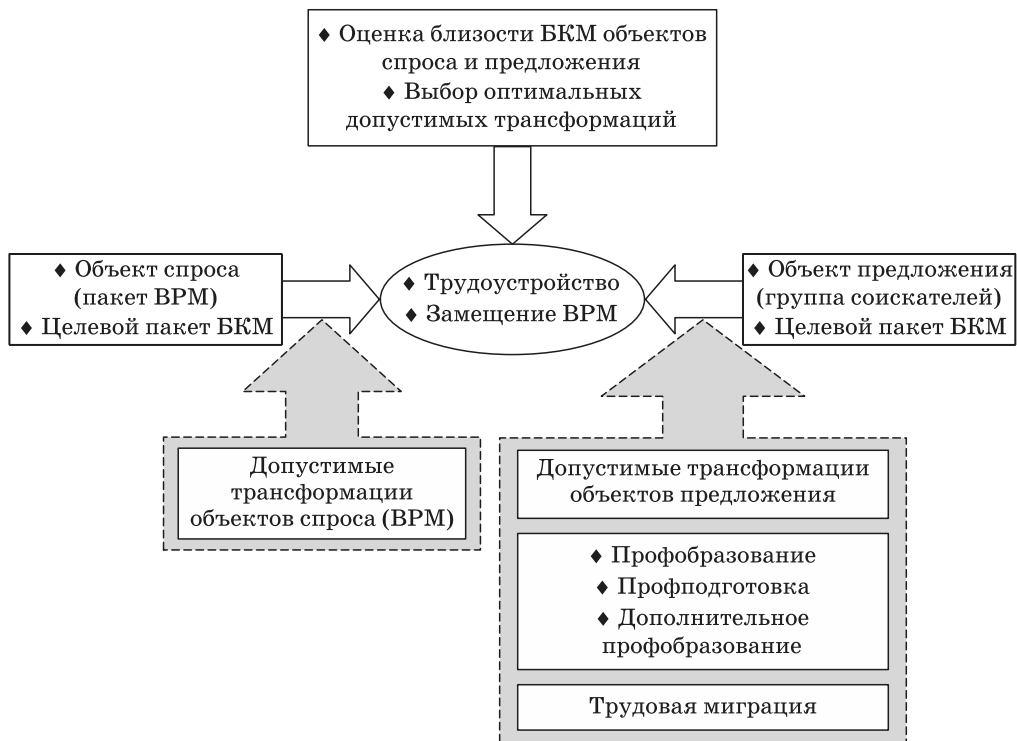 ♦ Оценка близости БКМ объектов
спроса и предложения
♦ Выбор оптимальных
допустимых трансформаций
♦ Объект спроса
(пакет ВРМ)
♦ Целевой пакет БКМ
♦ Трудоустройство
♦ Замещение ВРМ
♦ Объект предложения
(группа соискателей)
♦ Целевой пакет БКМ
Допустимые
трансформации
объектов спроса (ВРМ)
Допустимые трансформации
объектов предложения
♦ Профобразование
♦ Профподготовка
♦ Дополнительное
профобразование
Трудовая миграция